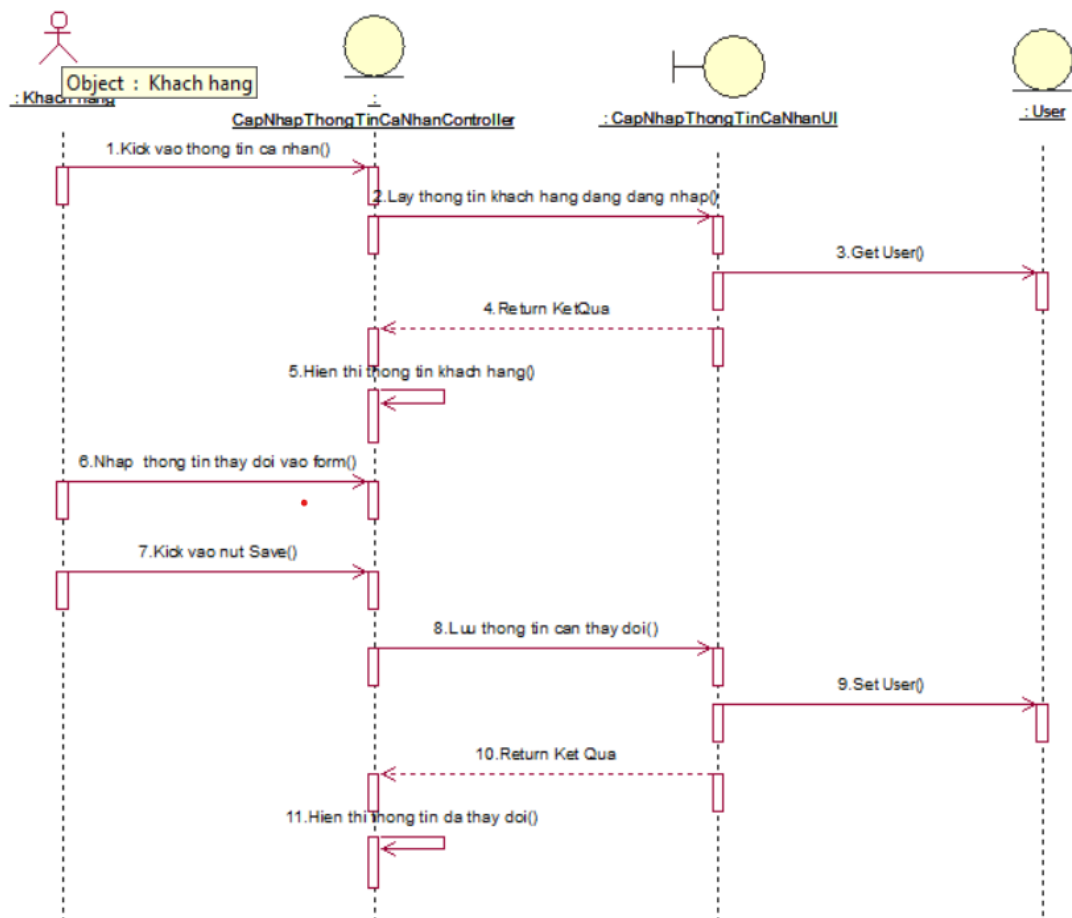 Object : Khach hang
: Khach hang
:
CapNhapThongTinCaNhanController
: CapNhapThongTinCaNhanUI
: User
1.Kick vao thong tin ca nhan()
2.Lay thong tin khach hang dang dang nhap()
3.Get User()
4.Return KetQua
5.Hien thi thong tin khach hang()
6.Nhap thong tin thay doi vao form()
7.Kick vao nut Save()
8.Luu thong tin can thay doi()
9.Set User()
10.Return Ket Qua
11.Hien thi thong tin da thay doi()